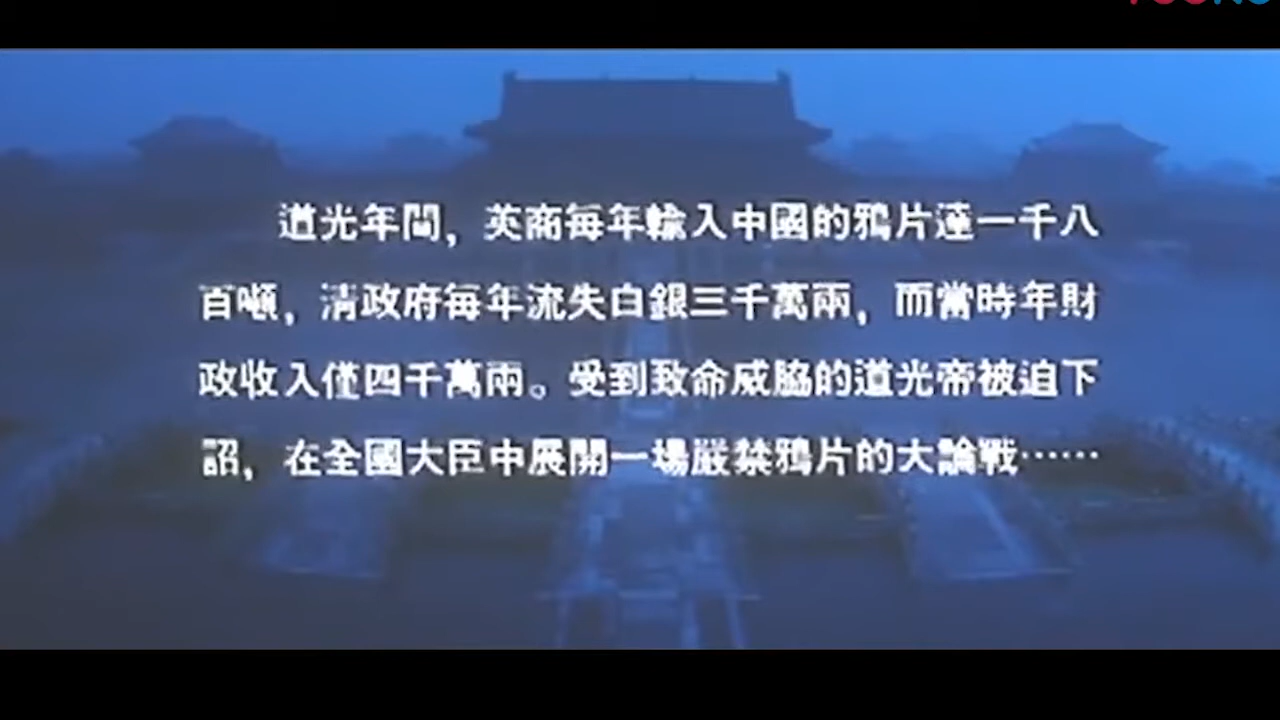 道光年間，英商每年輸入中國的鴉片達一千八
百噸，清政府每年流失白銀三千萬兩，而當時年財
政收入僅四千萬兩。受到致命威脇的道光帝被迫下
詔，在全國大臣中展開一場嚴禁鴉片的大論戰……